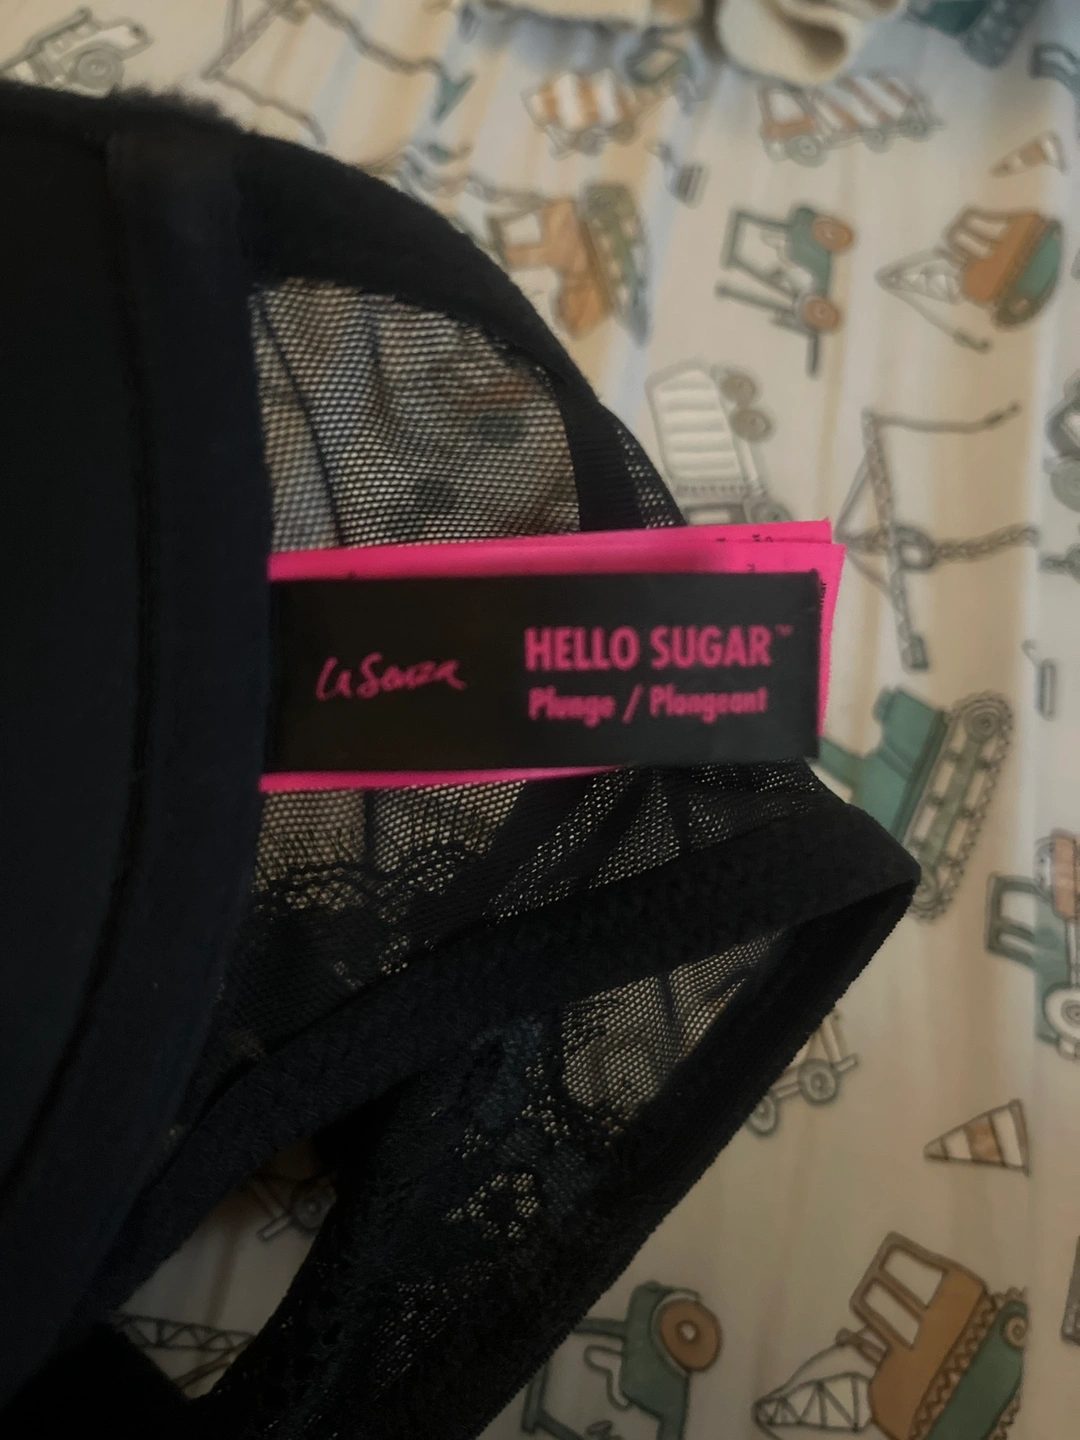 La Senza
HELLO SUGAR™
Plunge / Plongeant